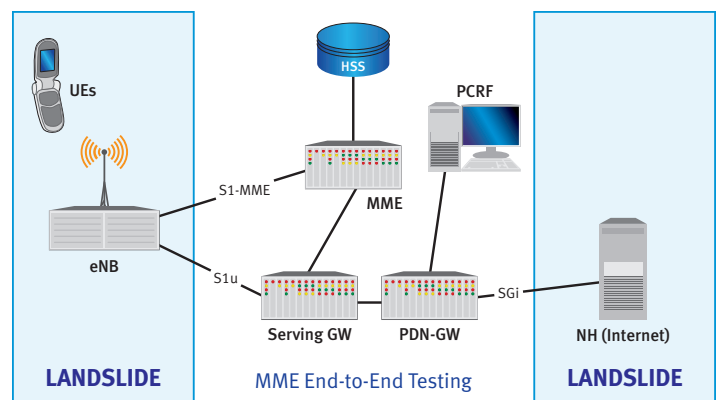 HSS
UEs
PCRF
S1-MME
MME
eNB
S1u
SGi
Serving GW
PDN-GW
NH (Internet)
LANDSLIDE
MME End-to-End Testing
LANDSLIDE